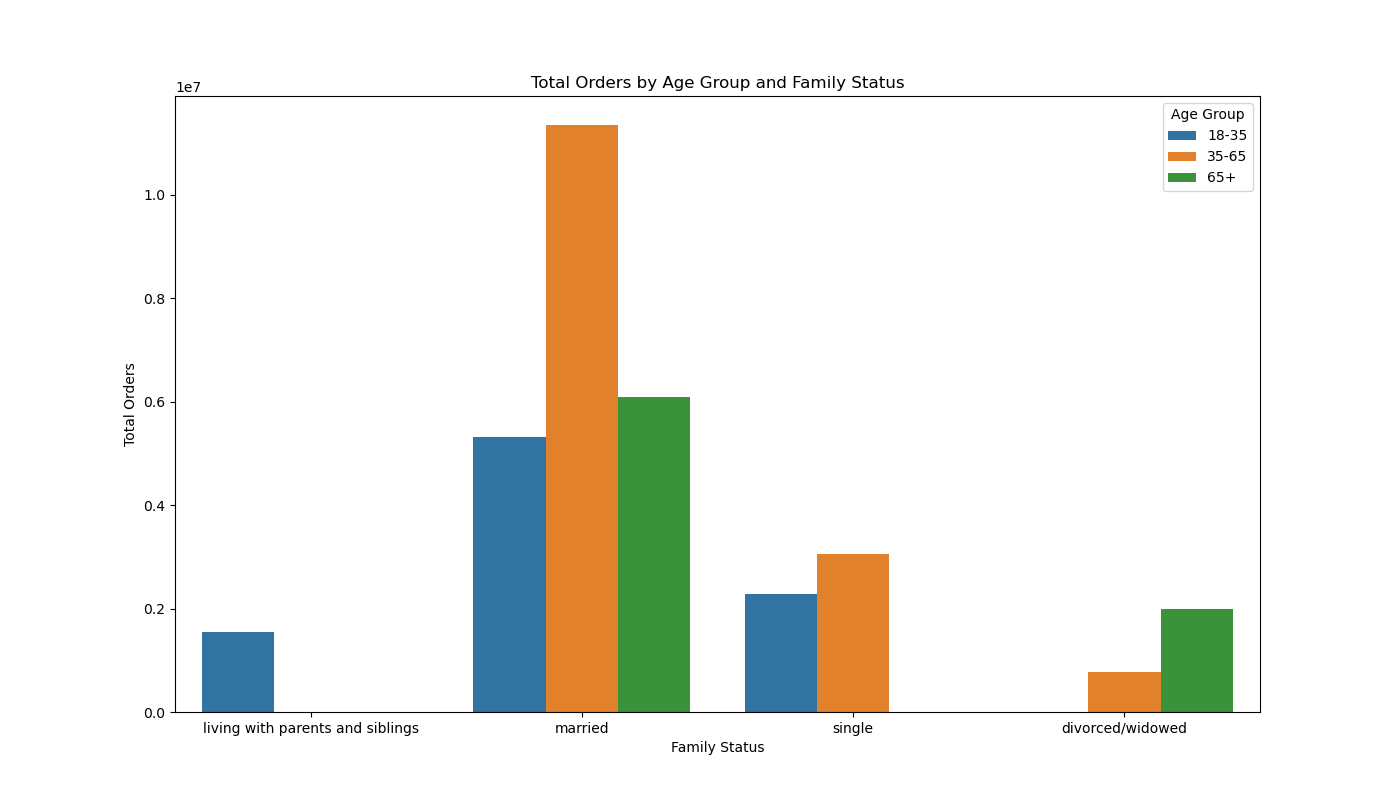 Total Orders by Age Group and Family Status
1e7
Age Group
18-35
35-65
65+
1.0
0.8
0.6
0.4
0.2
0.0
Total Orders
living with parents and siblings
married
single
divorced/widowed
Family Status